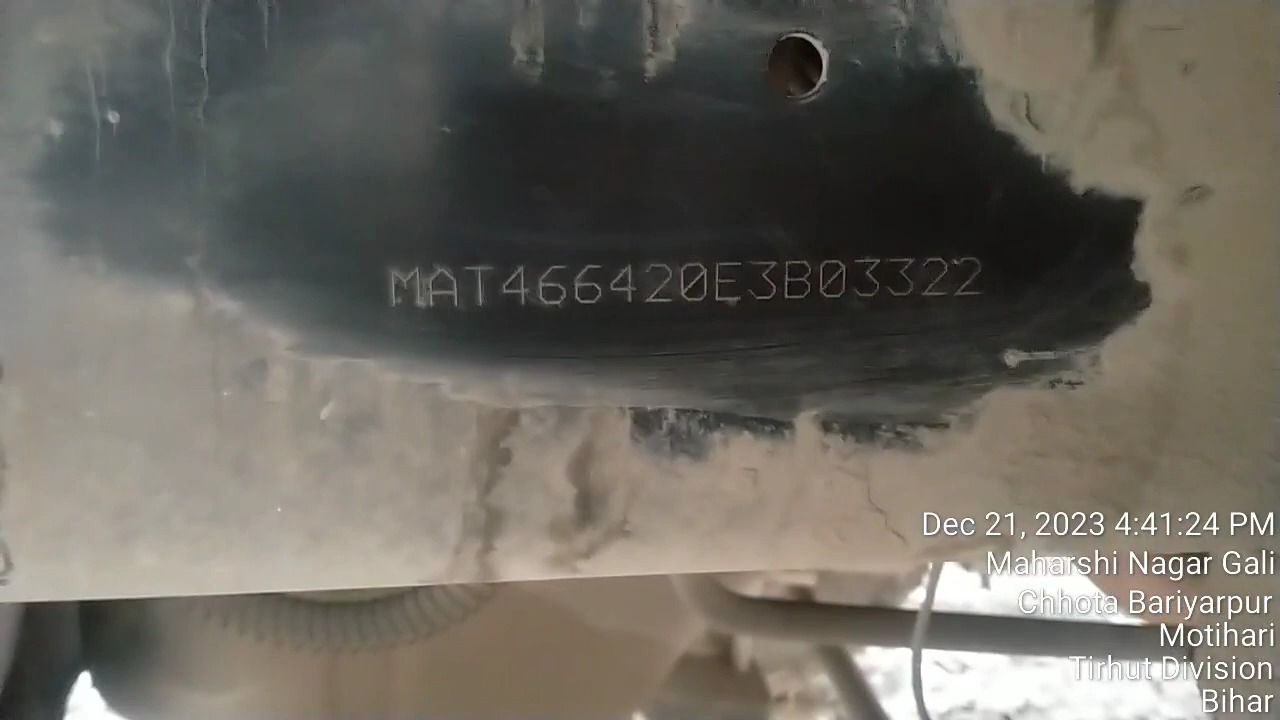 MAT466420E3B03322
Dec 21, 2023 4:41:24 PM
Maharshi Nagar Gali
Chhota Bariyarpur
Motihari
Tirhut Division
Bihar